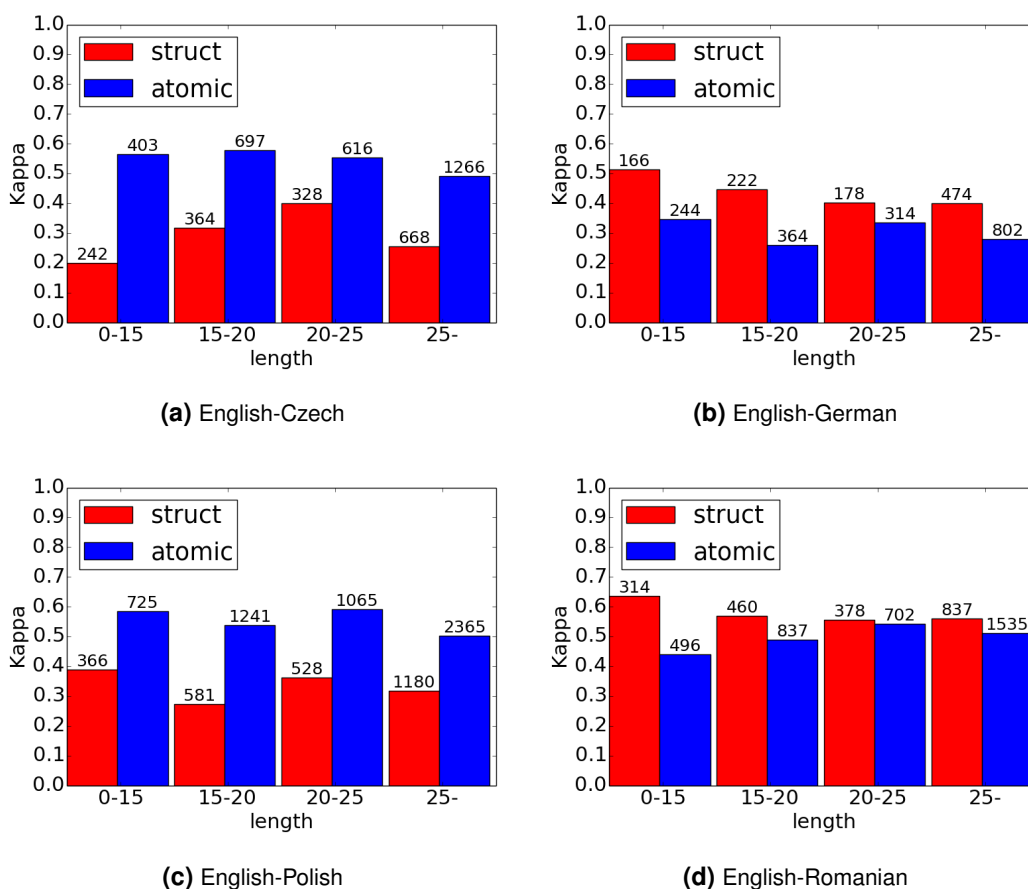 1.0
0.9
0.8
0.7
0.6
0.5
0.4
0.3
0.2
0.1
0.0
Kappa
struct
atomic
242 403 364 697 328 616 668 1266
0-15 15-20 20-25 25-
length
(a) English-Czech
1.0
0.9
0.8
0.7
0.6
0.5
0.4
0.3
0.2
0.1
0.0
Kappa
struct
atomic
166 244 222 364 178 314 474 802
0-15 15-20 20-25 25-
length
(b) English-German
1.0
0.9
0.8
0.7
0.6
0.5
0.4
0.3
0.2
0.1
0.0
Kappa
struct
atomic
366 725 581 1241 528 1065 1180 2365
0-15 15-20 20-25 25-
length
(c) English-Polish
1.0
0.9
0.8
0.7
0.6
0.5
0.4
0.3
0.2
0.1
0.0
Kappa
struct
atomic
314 496 460 837 378 702 837 1535
0-15 15-20 20-25 25-
length
(d) English-Romanian